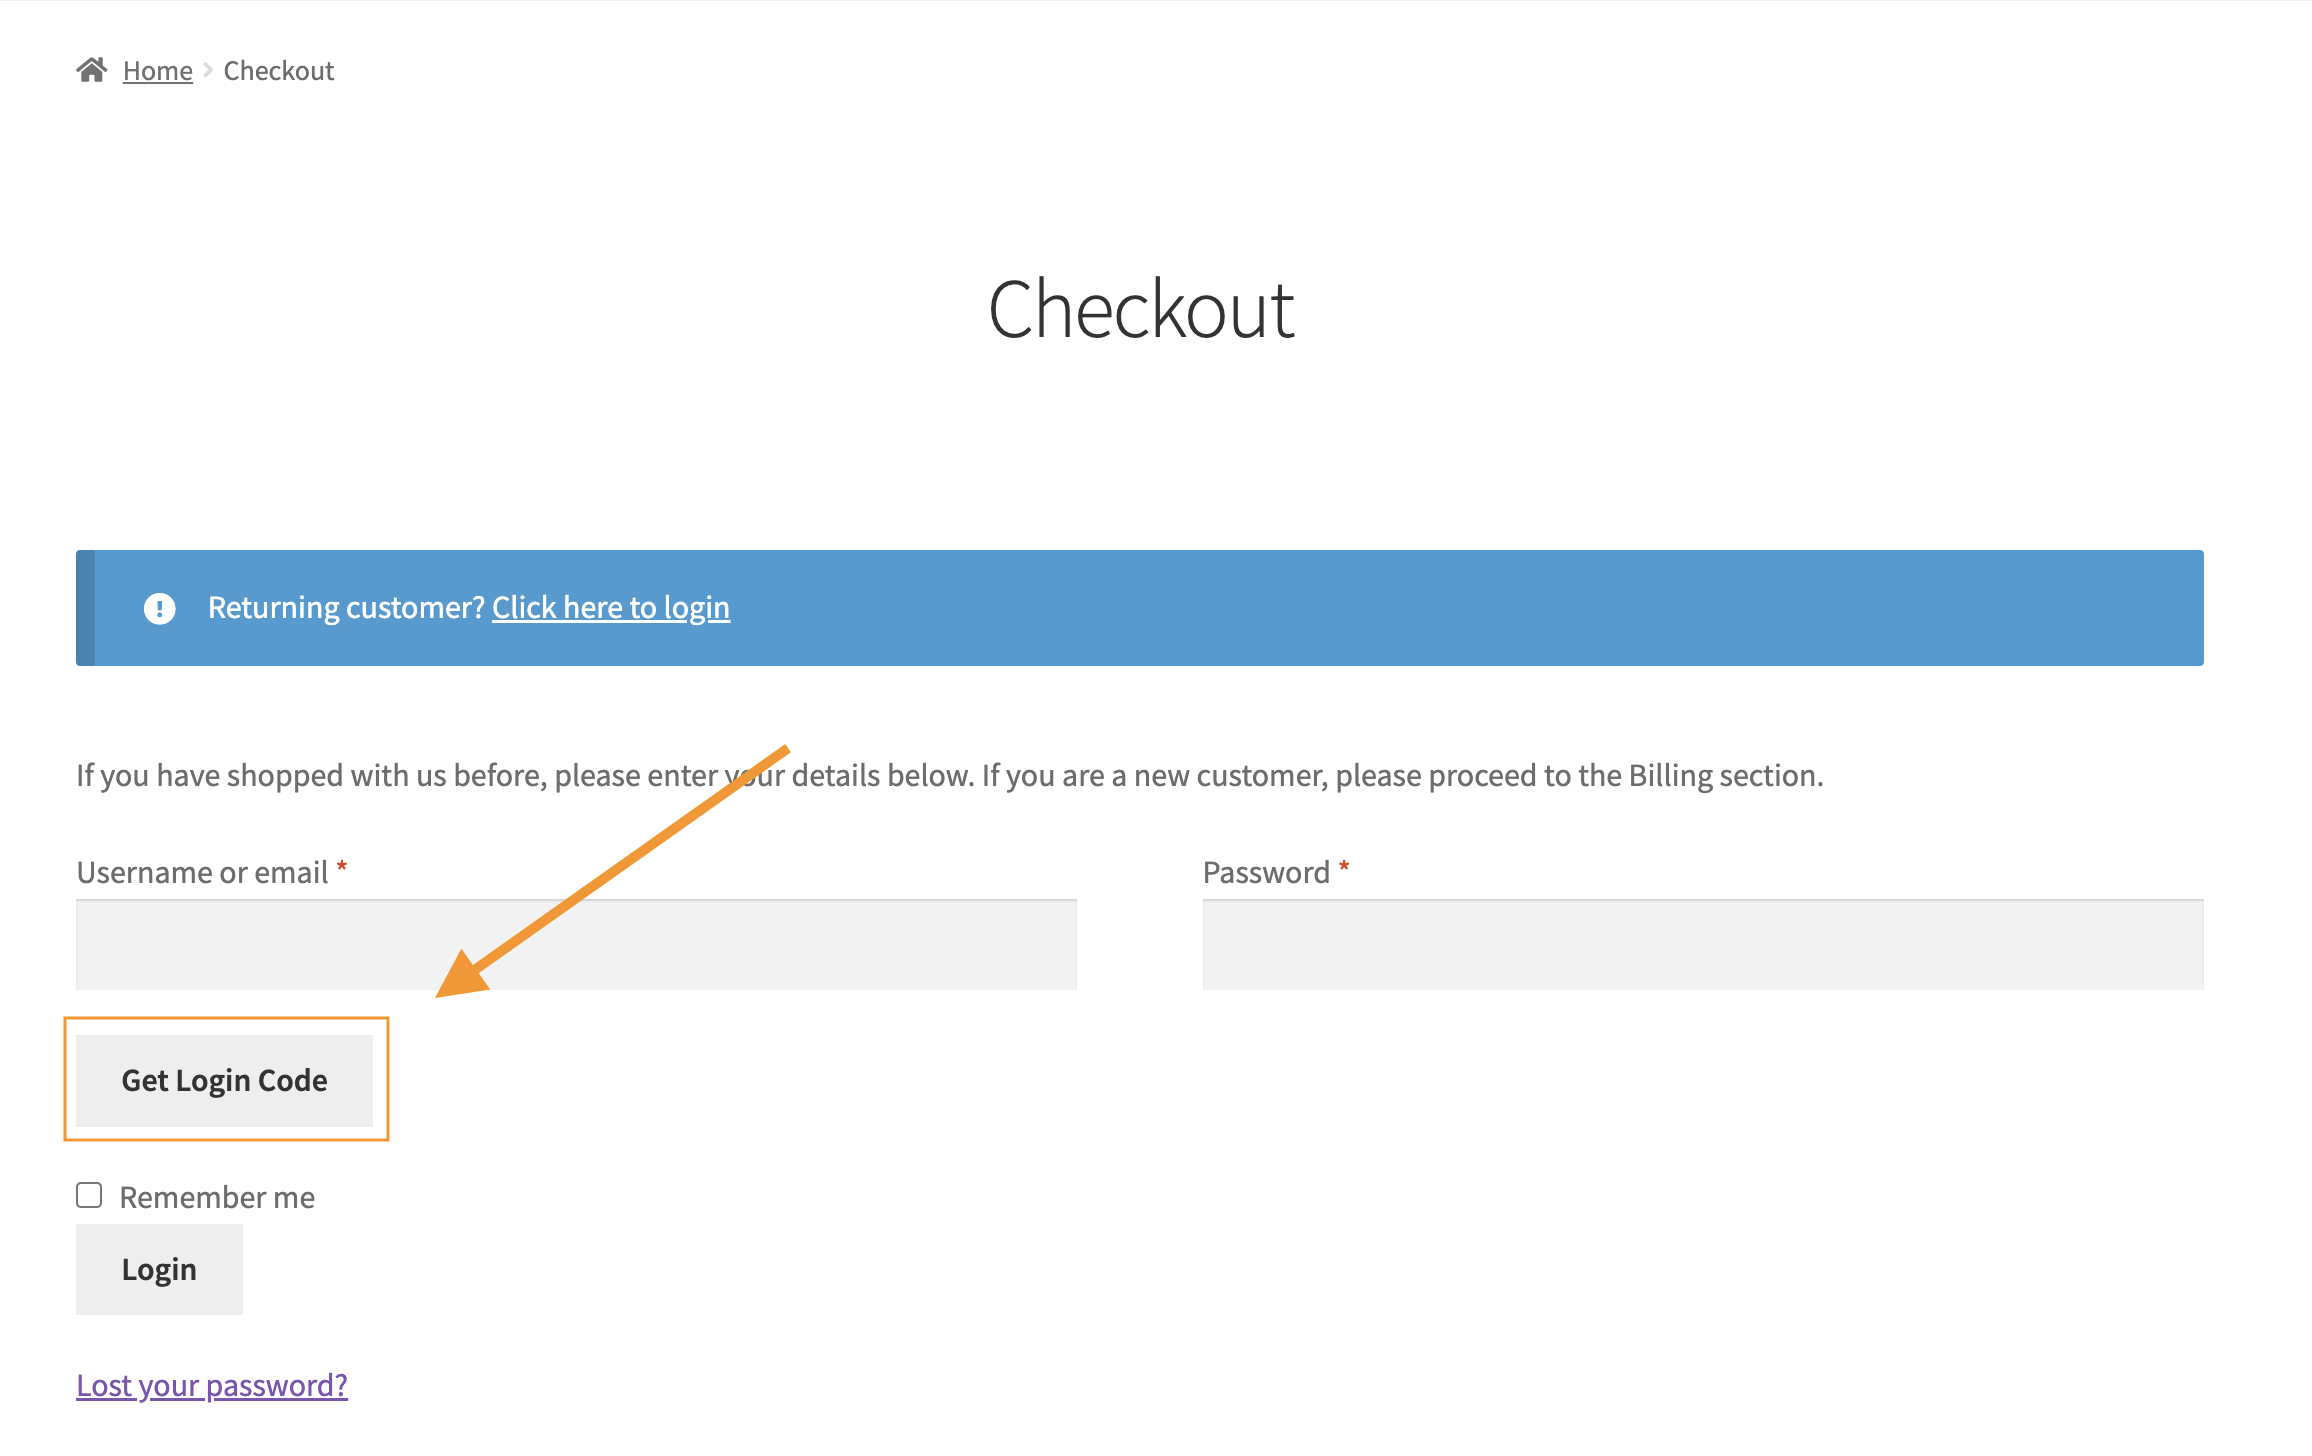 Home > Checkout
Checkout
Returning customer? Click here to login
If you have shopped with us before, please enter your details below. If you are a new customer, please proceed to the Billing section.
Username or email *
Password *
Get Login Code
Remember me
Login
Lost your password?